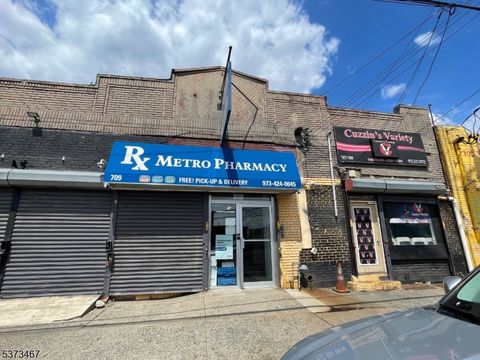 Rx METRO PHARMACY
709
FREE! PICK-UP & DELIVERY
973-424-0045
Cuzzin's Variety
5373467